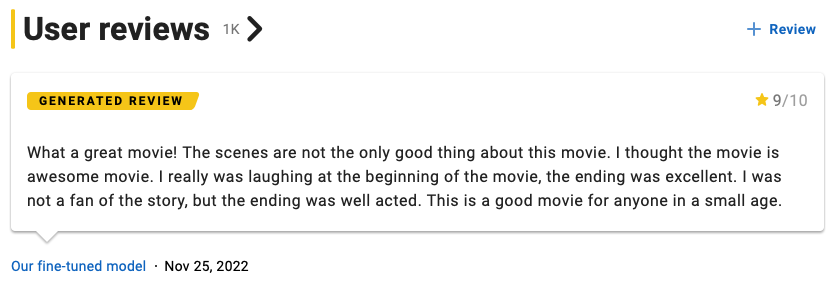 User reviews 1K
+ Review
GENERATED REVIEW
9/10
What a great movie! The scenes are not the only good thing about this movie. I thought the movie is
awesome movie. I really was laughing at the beginning of the movie, the ending was excellent. I was
not a fan of the story, but the ending was well acted. This is a good movie for anyone in a small age.
Our fine-tuned model · Nov 25, 2022